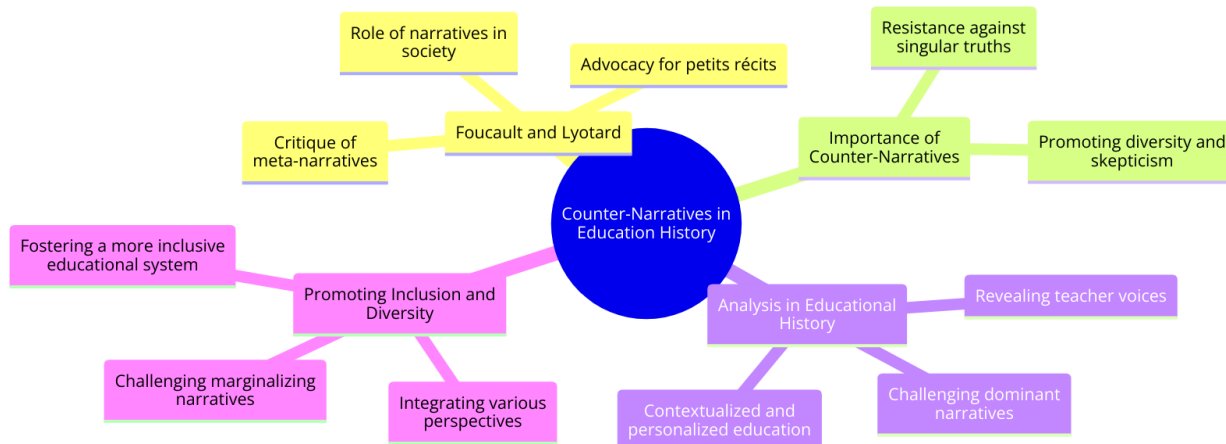 Role of narratives in
society
Advocacy for petits récits
Foucault and Lyotard
Critique of
meta-narratives
Resistance against
singular truths
Importance of
Counter-Narratives
Promoting diversity and
skepticism
Counter-Narratives in
Education History
Fostering a more inclusive
educational system
Promoting Inclusion and
Diversity
Challenging marginalizing
narratives
Integrating various
perspectives
Analysis in Educational
History
Revealing teacher voices
Contextualized and
personalized education
Challenging dominant
narratives